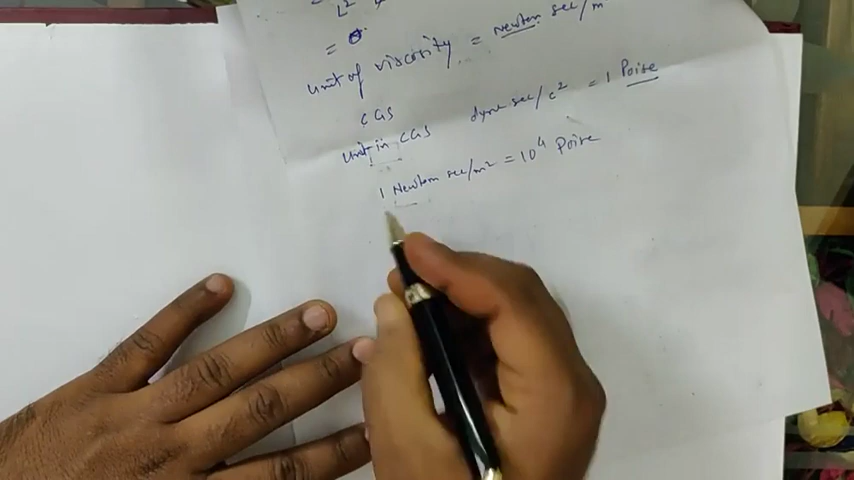 = L²
=
Unit of viscosity = Newton sec/m
CGS
Unit in CGS dyne sec/c² = 1 Poise
1 Newton sec/m² = 10⁴ Poise